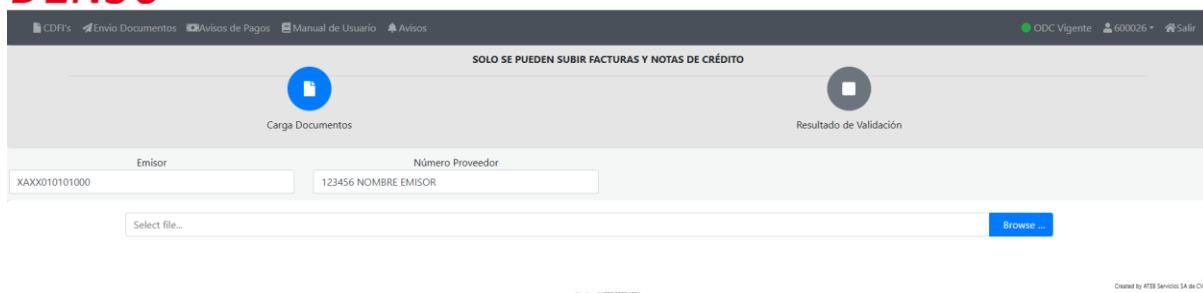 CDFI's Envio Documentos Avisos de Pagos Manual de Usuario Avisos ODC Vigente 600026 Salir
SOLO SE PUEDEN SUBIR FACTURAS Y NOTAS DE CRÉDITO
Carga Documentos Resultado de Validación
Emisor Número Proveedor
XAXX010101000 123456 NOMBRE EMISOR
Select file... Browse ...
Created by ATEB Servicios SA de